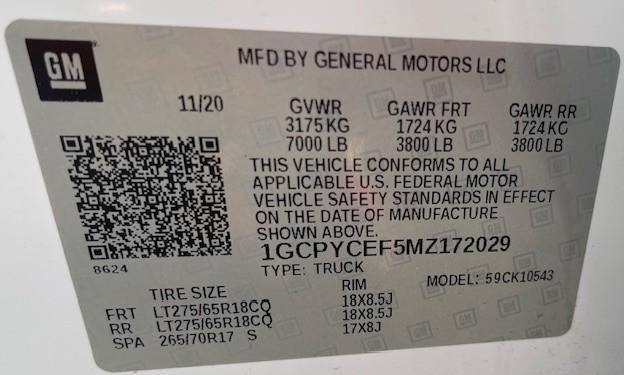 GM
MFD BY GENERAL MOTORS LLC
11/20 GVWR GAWR FRT GAWR RR
3175 KG 1724 KG 1724 KG
7000 LB 3800 LB 3800 LB
THIS VEHICLE CONFORMS TO ALL
APPLICABLE U.S. FEDERAL MOTOR
VEHICLE SAFETY STANDARDS IN EFFECT
ON THE DATE OF MANUFACTURE
SHOWN ABOVE.
1GCPYCEF5MZ172029
8624 TYPE: TRUCK MODEL: 59CK10543
TIRE SIZE RIM
FRT LT275/65R18CQ 18X8.5J
RR LT275/65R18CQ 18X8.5J
SPA 265/70R17 S 17X8J